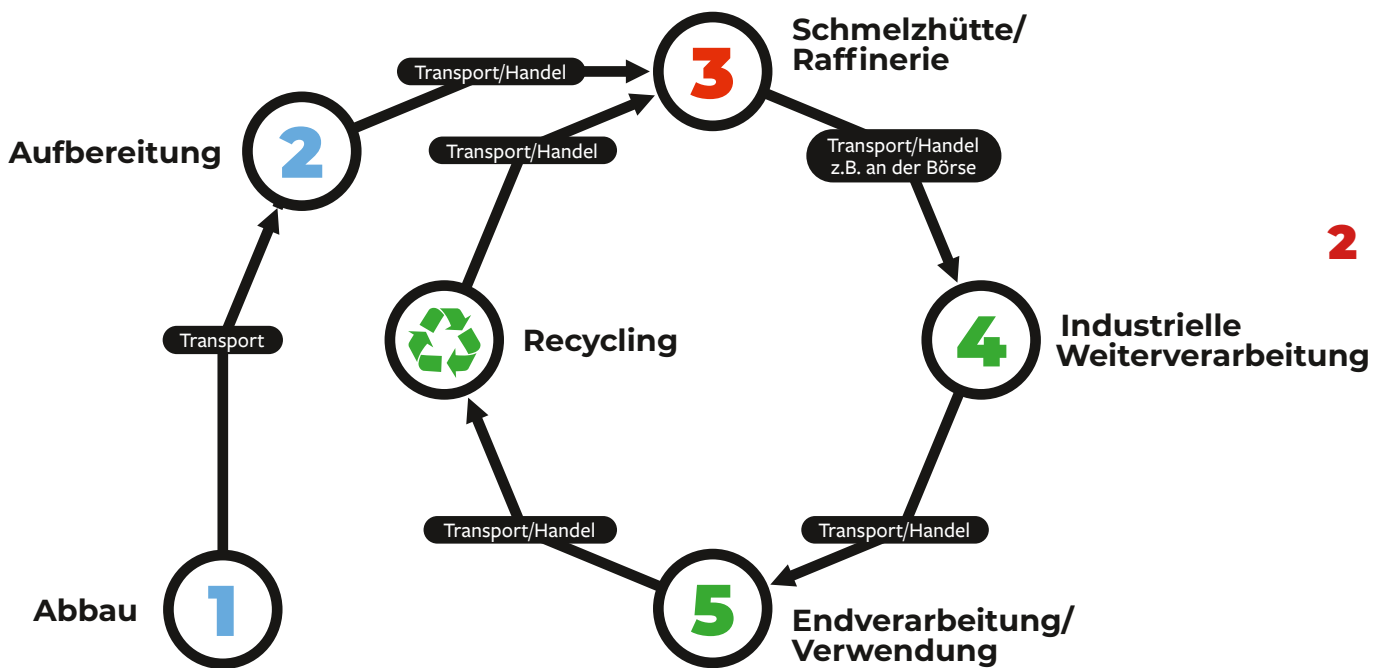 Schmelzhütte/
Raffinerie
3
Transport/Handel
Transport/Handel
Transport/Handel
z.B. an der Börse
Aufbereitung
2
2
Transport
Recycling
4
Industrielle
Weiterverarbeitung
Transport/Handel
Transport/Handel
Abbau
1
5
Endverarbeitung/
Verwendung